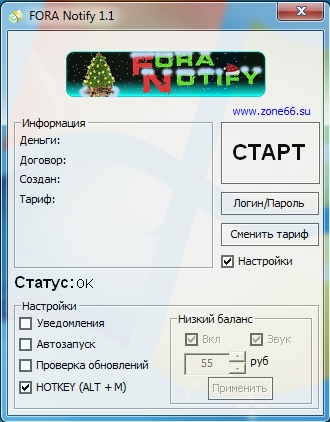 FORA Notify 1.1
FORA
NOTIFY
www.zone66.su
Информация
Деньги:
Договор:
Создан:
Тариф:
СТАРТ
Логин/Пароль
Сменить тариф
Настройки
Статус: OK
Настройки
Уведомления
Автозапуск
Проверка обновлений
HOTKEY (ALT + M)
Низкий баланс
Вкл
Звук
55
руб
Применить